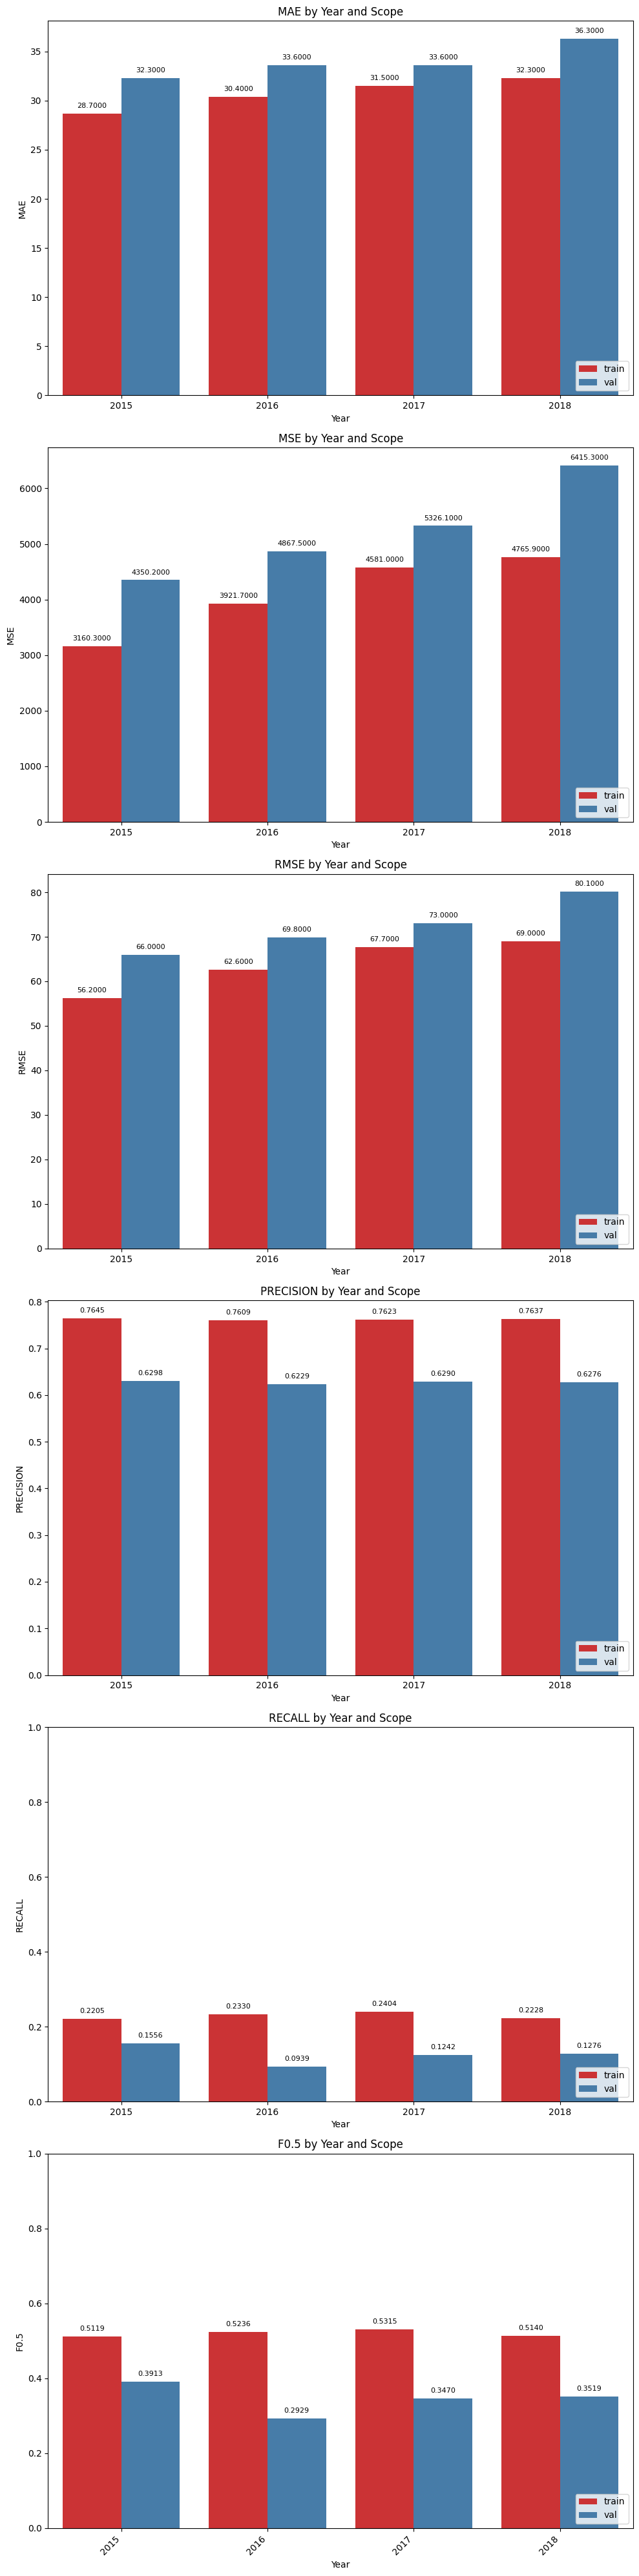 MAE by Year and Scope
36.3000
33.6000
33.6000
32.3000
32.3000
31.5000
30.4000
28.7000
35
30
25
20
15
10
5
0
MAE
train
val
2015 2016 2017 2018
Year
MSE by Year and Scope
6415.3000
5326.1000
4867.5000
4765.9000
4581.0000
4350.2000
3921.7000
3160.3000
6000
5000
4000
3000
2000
1000
0
MSE
train
val
2015 2016 2017 2018
Year
RMSE by Year and Scope
80.1000
73.0000
69.8000
69.0000
67.7000
66.0000
62.6000
56.2000
80
70
60
50
40
30
20
10
0
RMSE
train
val
2015 2016 2017 2018
Year
PRECISION by Year and Scope
0.7645 0.7609 0.7623 0.7637
0.6298 0.6229 0.6290 0.6276
0.8
0.7
0.6
0.5
0.4
0.3
0.2
0.1
0.0
PRECISION
train
val
2015 2016 2017 2018
Year
RECALL by Year and Scope
1.0
0.8
0.6
0.4
0.2
0.0
RECALL
0.2205 0.1556 0.2330 0.0939 0.2404 0.1242 0.2228 0.1276
train
val
2015 2016 2017 2018
Year
F0.5 by Year and Scope
1.0
0.8
0.6
0.4
0.2
0.0
F0.5
0.5119 0.3913 0.5236 0.2929 0.5315 0.3470 0.5140 0.3519
train
val
2015 2016 2017 2018
Year